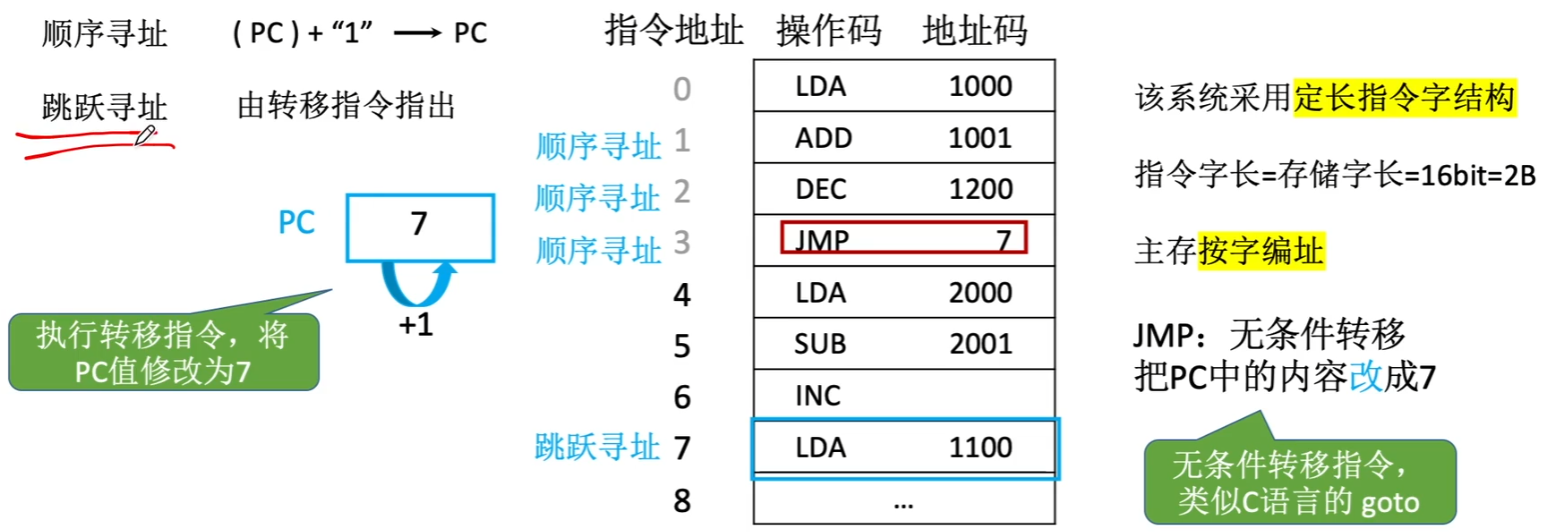 顺序寻址 ( PC ) + “1” ⟶ PC
跳跃寻址 由转移指令指出
PC 7
+1
执行转移指令，将
PC值修改为7
指令地址 操作码 地址码
0 LDA 1000
顺序寻址 1 ADD 1001
顺序寻址 2 DEC 1200
顺序寻址 3 JMP 7
4 LDA 2000
5 SUB 2001
6 INC
跳跃寻址 7 LDA 1100
8 ...
该系统采用定长指令字结构
指令字长=存储字长=16bit=2B
主存按字编址
JMP：无条件转移
把PC中的内容改成7
无条件转移指令，
类似C语言的 goto